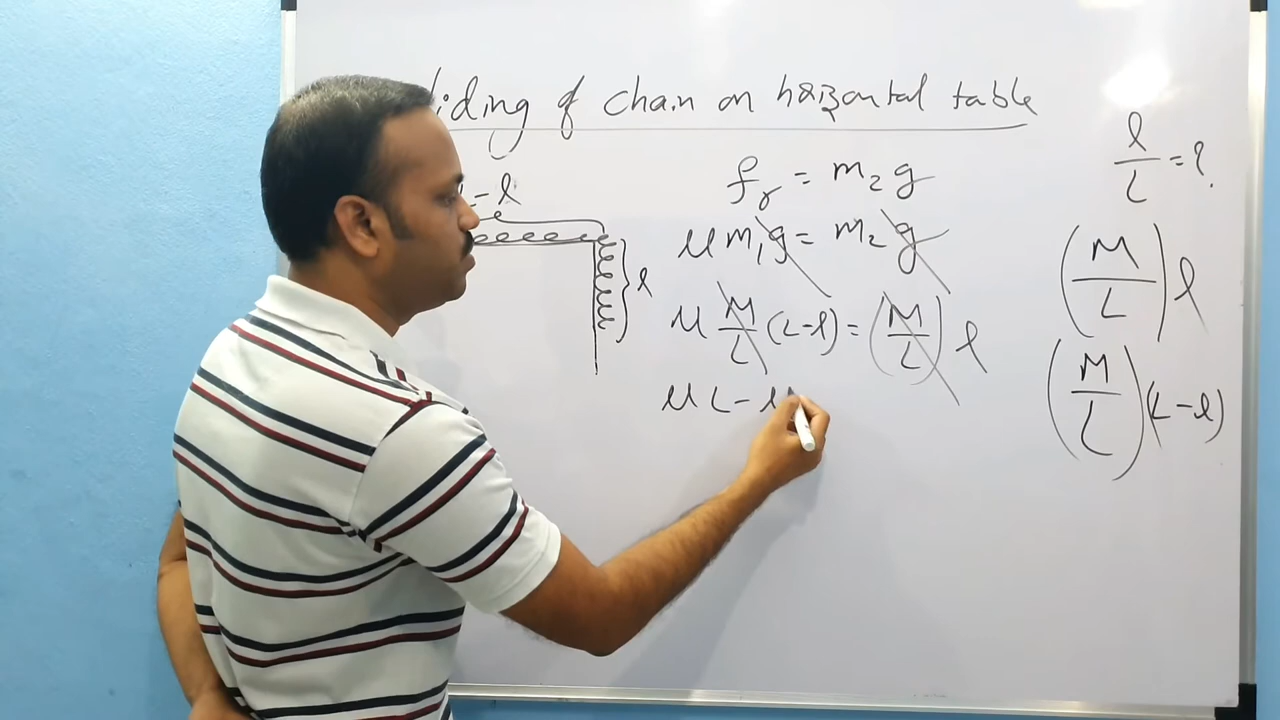 liding of chain on horizontal table
- l
l
f_r = m₂g
μ m₁g = m₂g
μ M/L (L-l) = (M/L) l
μL - μ
l/L = ?
(M/L) l
(M/L)(L-l)